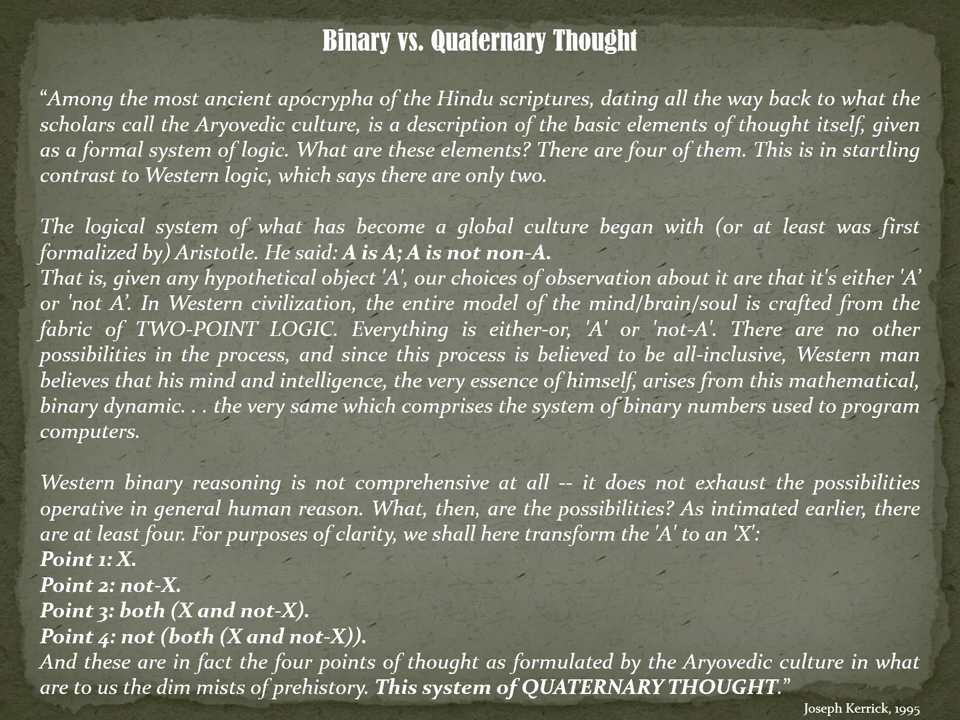 Binary vs. Quaternary Thought
“Among the most ancient apocrypha of the Hindu scriptures, dating all the way back to what the
scholars call the Aryovedic culture, is a description of the basic elements of thought itself, given
as a formal system of logic. What are these elements? There are four of them. This is in startling
contrast to Western logic, which says there are only two.
The logical system of what has become a global culture began with (or at least was first
formalized by) Aristotle. He said: A is A; A is not non-A.
That is, given any hypothetical object 'A', our choices of observation about it are that it's either 'A’
or 'not A’. In Western civilization, the entire model of the mind/brain/soul is crafted from the
fabric of TWO-POINT LOGIC. Everything is either-or, 'A' or 'not-A'. There are no other
possibilities in the process, and since this process is believed to be all-inclusive, Western man
believes that his mind and intelligence, the very essence of himself, arises from this mathematical,
binary dynamic. . . the very same which comprises the system of binary numbers used to program
computers.
Western binary reasoning is not comprehensive at all -- it does not exhaust the possibilities
operative in general human reason. What, then, are the possibilities? As intimated earlier, there
are at least four. For purposes of clarity, we shall here transform the 'A' to an 'X':
Point 1: X.
Point 2: not-X.
Point 3: both (X and not-X).
Point 4: not (both (X and not-X)).
And these are in fact the four points of thought as formulated by the Aryovedic culture in what
are to us the dim mists of prehistory. This system of QUATERNARY THOUGHT.”
Joseph Kerrick, 1995